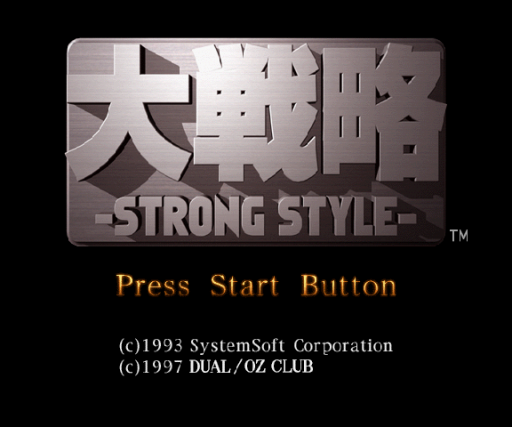 大戦略
-STRONG STYLE-
TM
Press Start Button
(c)1993 SystemSoft Corporation
(c)1997 DUAL/OZ CLUB